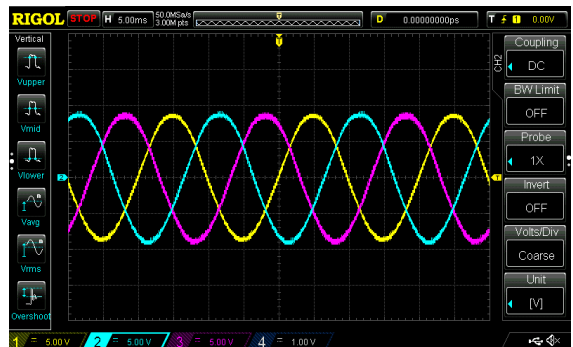 RIGOL STOP H 5.00ms 50.0MSa/s 3.00M pts D 0.00000000ps T 1 0.00V
Vertical
Vupper
Vmid
Vlower
Vavg
Vrms
Overshoot
T
2
T
CH2
Coupling
DC
BW Limit
OFF
Probe
1X
Invert
OFF
Volts/Div
Coarse
Unit
[V]
1 = 5.00 V 2 = 5.00 V 3 = 5.00 V 4 = 1.00 V